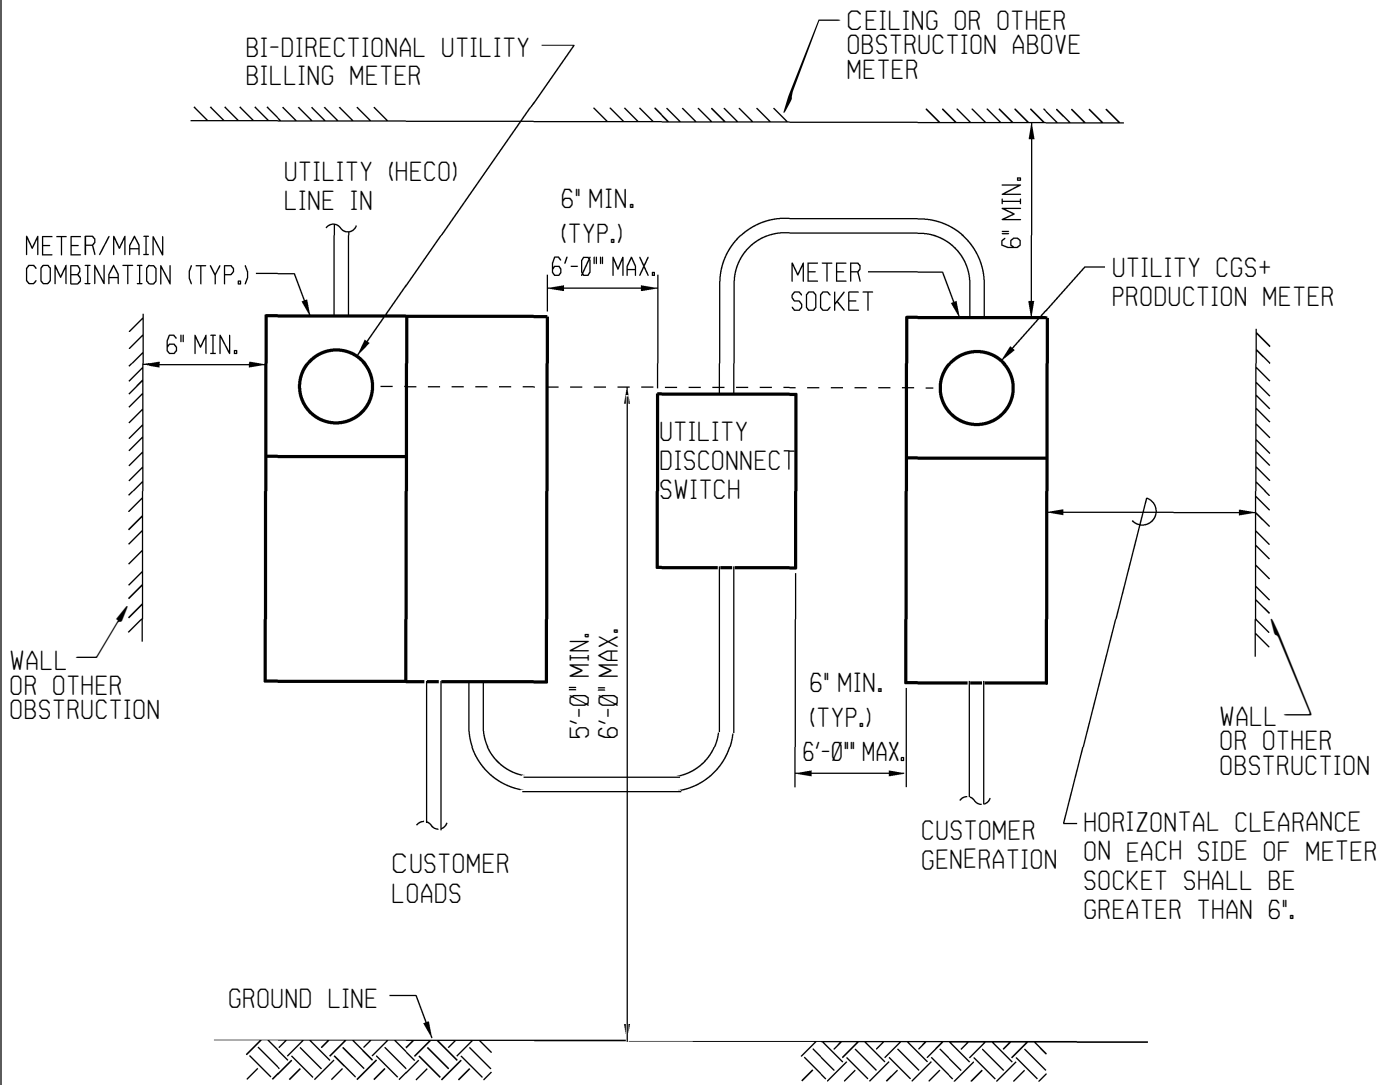 CEILING OR OTHER
OBSTRUCTION ABOVE
METER
BI-DIRECTIONAL UTILITY
BILLING METER
UTILITY (HECO)
LINE IN
6" MIN.
(TYP.)
6'-0"" MAX.
6" MIN.
METER/MAIN
COMBINATION (TYP.)
METER
SOCKET
UTILITY CGS+
PRODUCTION METER
6" MIN.
UTILITY
DISCONNECT
SWITCH
5'-0" MIN.
6'-0" MAX.
WALL
OR OTHER
OBSTRUCTION
6" MIN.
(TYP.)
6'-0"" MAX.
WALL
OR OTHER
OBSTRUCTION
CUSTOMER
GENERATION
HORIZONTAL CLEARANCE
ON EACH SIDE OF METER
SOCKET SHALL BE
GREATER THAN 6".
CUSTOMER
LOADS
GROUND LINE